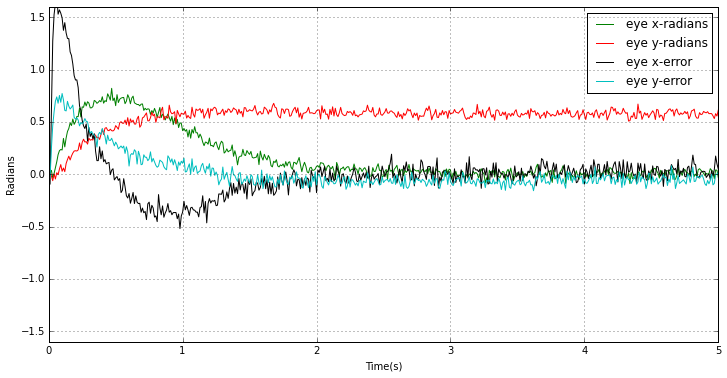 1.5
1.0
0.5
0.0
−0.5
−1.0
−1.5
Radians
0
1
2
3
4
5
Time(s)
eye x-radians
eye y-radians
eye x-error
eye y-error